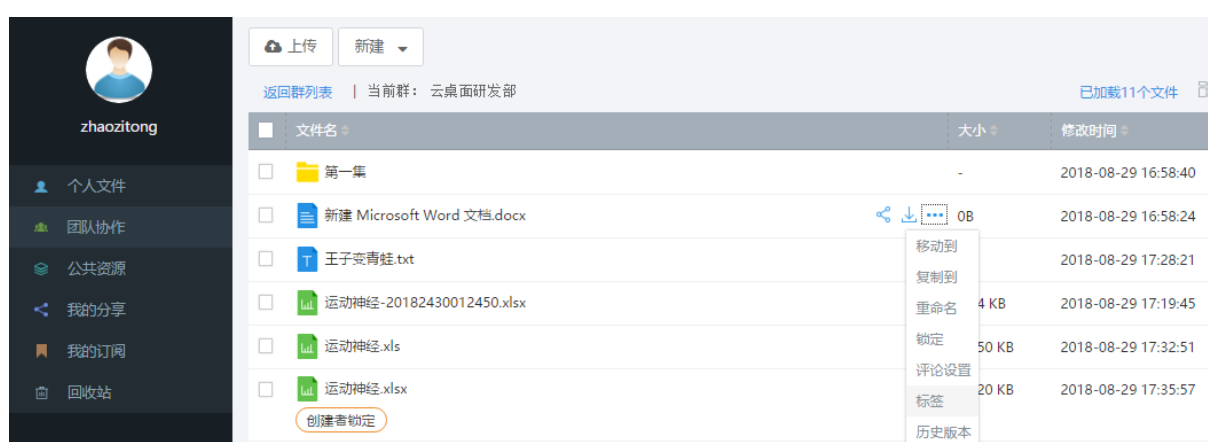 上传 新建
返回群列表 | 当前群： 云桌面研发部 已加载11个文件
zhaozitong
文件名 大小 修改时间
个人文件
团队协作
公共资源
我的分享
我的订阅
回收站
第一集 - 2018-08-29 16:58:40
新建 Microsoft Word 文档.docx 0B 2018-08-29 16:58:24
王子变青蛙.txt 2018-08-29 17:28:21
运动神经-20182430012450.xlsx 4 KB 2018-08-29 17:19:45
运动神经.xls 50 KB 2018-08-29 17:32:51
运动神经.xlsx 20 KB 2018-08-29 17:35:57
创建者锁定
移动到
复制到
重命名
锁定
评论设置
标签
历史版本